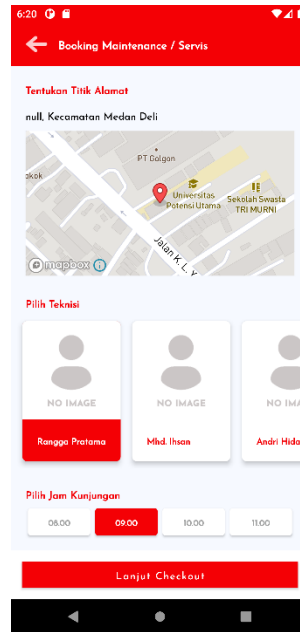 6:20
Booking Maintenance / Servis
Tentukan Titik Alamat
null, Kecamatan Medan Deli
PT Golgon
Universitas
Potensi Utama
Sekolah Swasta
TRI MURNI
Jalan K. L. Y
mapbox
Pilih Teknisi
NO IMAGE
NO IMAGE
NO IMA
Rangga Pratama
Mhd. Ihsan
Andri Hida
Pilih Jam Kunjungan
08.00
09.00
10.00
11.00
Lanjut Checkout